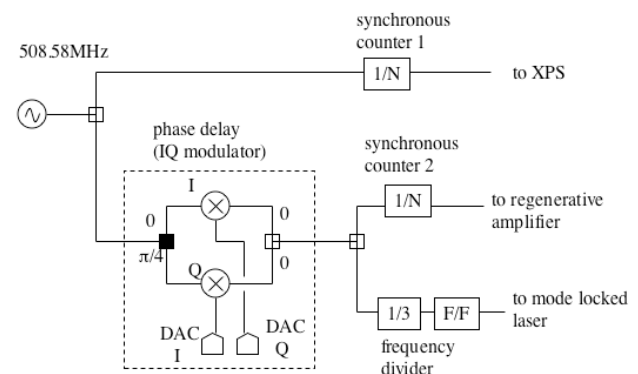 508.58MHz
synchronous
counter 1
1/N
to XPS
phase delay
(IQ modulator)
I
0
0
π/4
Q
0
DAC
I
DAC
Q
synchronous
counter 2
1/N
to regenerative
amplifier
1/3
F/F
to mode locked
laser
frequency
divider